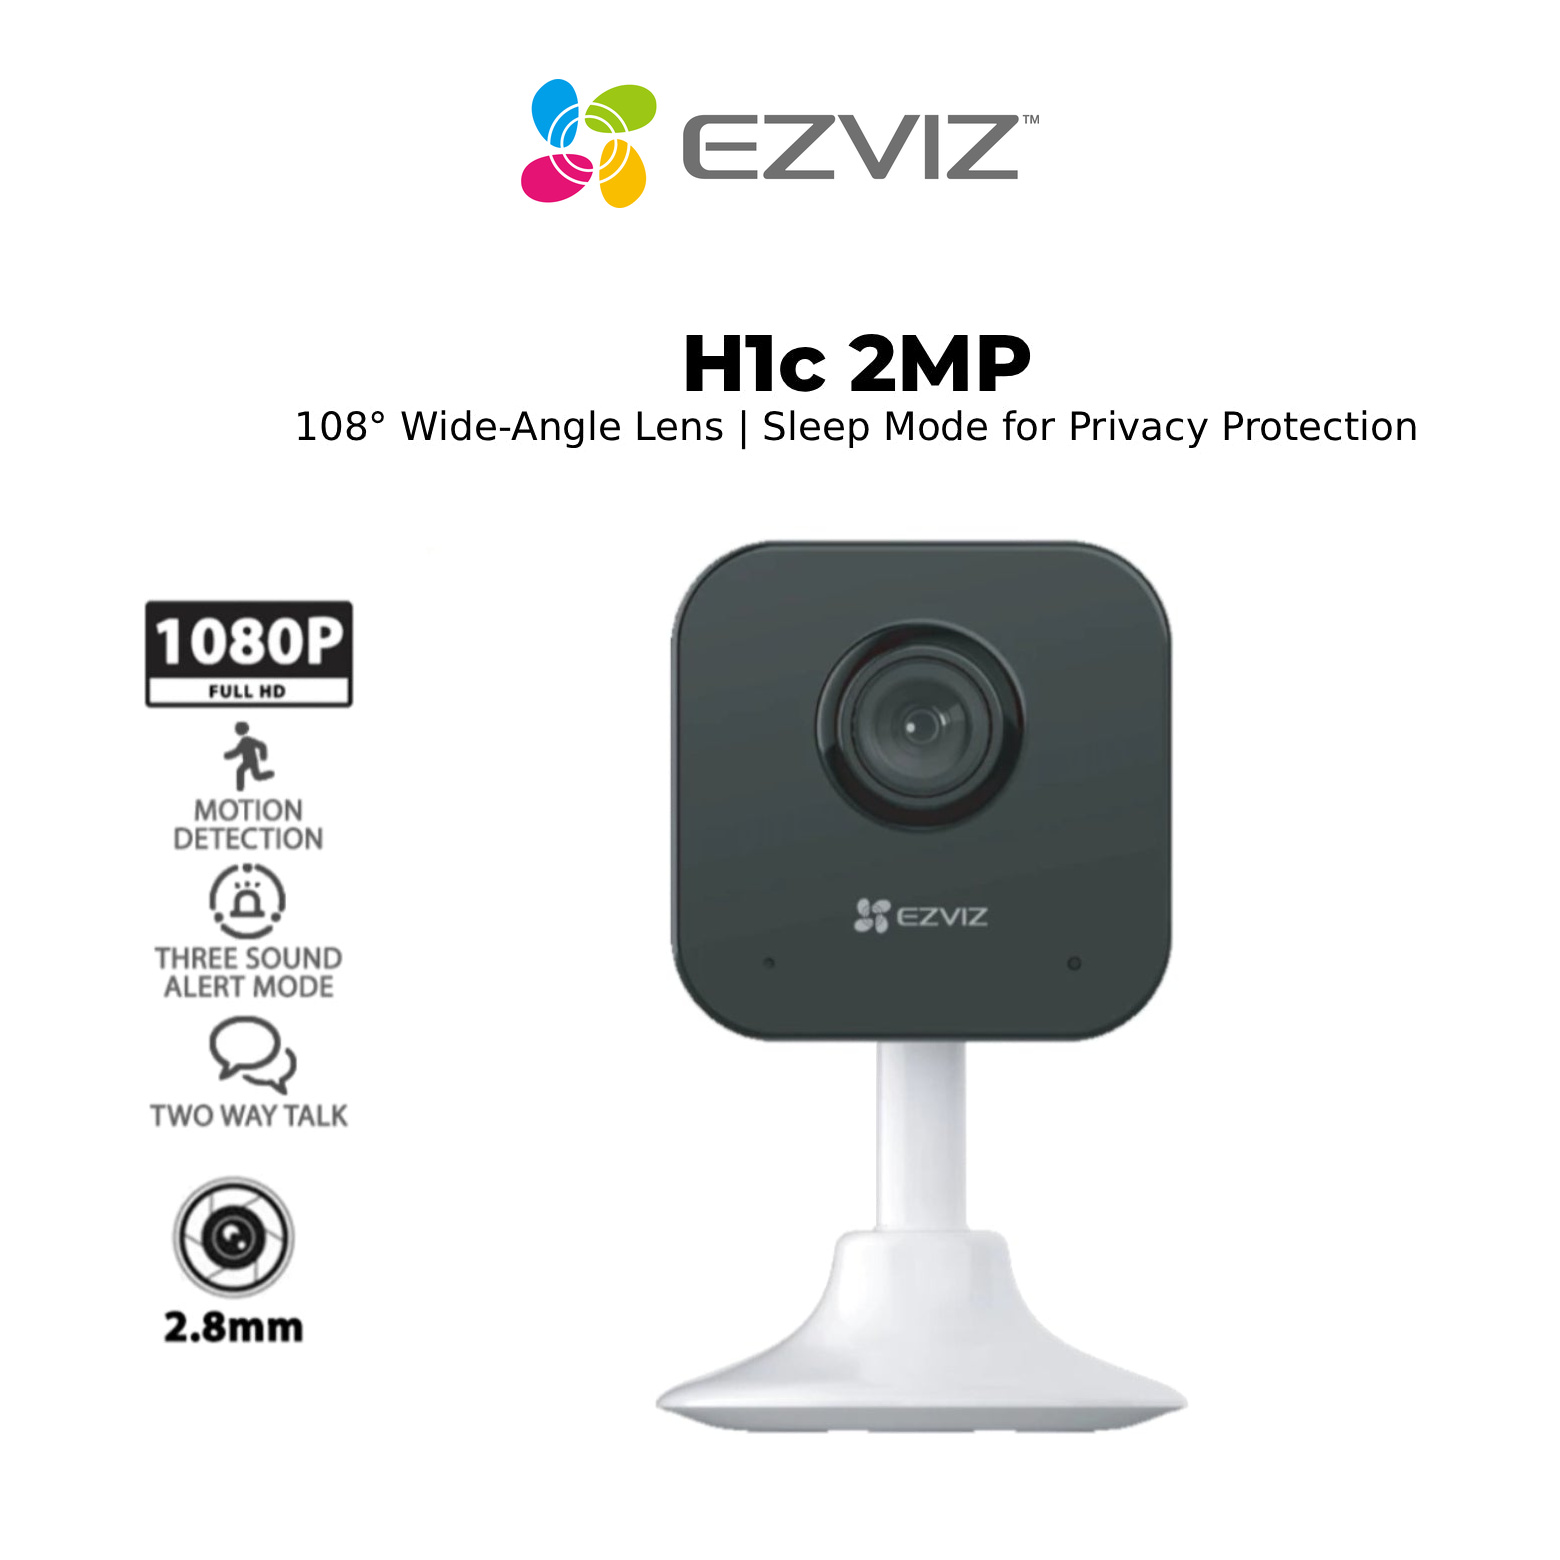 EZVIZ™
H1c 2MP
108° Wide-Angle Lens | Sleep Mode for Privacy Protection
1080P
FULL HD
MOTION
DETECTION
THREE SOUND
ALERT MODE
TWO WAY TALK
2.8mm
EZVIZ